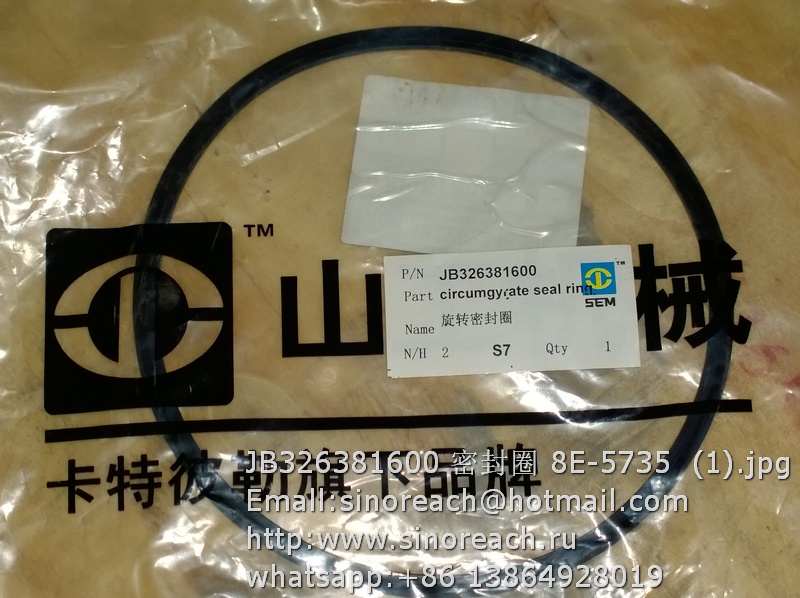 TM
山 械
P/N JB326381600
Part circumgyrate seal ring
Name 旋转密封圈
N/H 2 S7 Qty 1
TM
SEM
卡特彼勒旗下品牌
JB326381600 密封圈 8E-5735 (1).jpg
Email:sinoreach@hotmail.com
http:www.sinoreach.ru
whatsapp:+86 13864928019